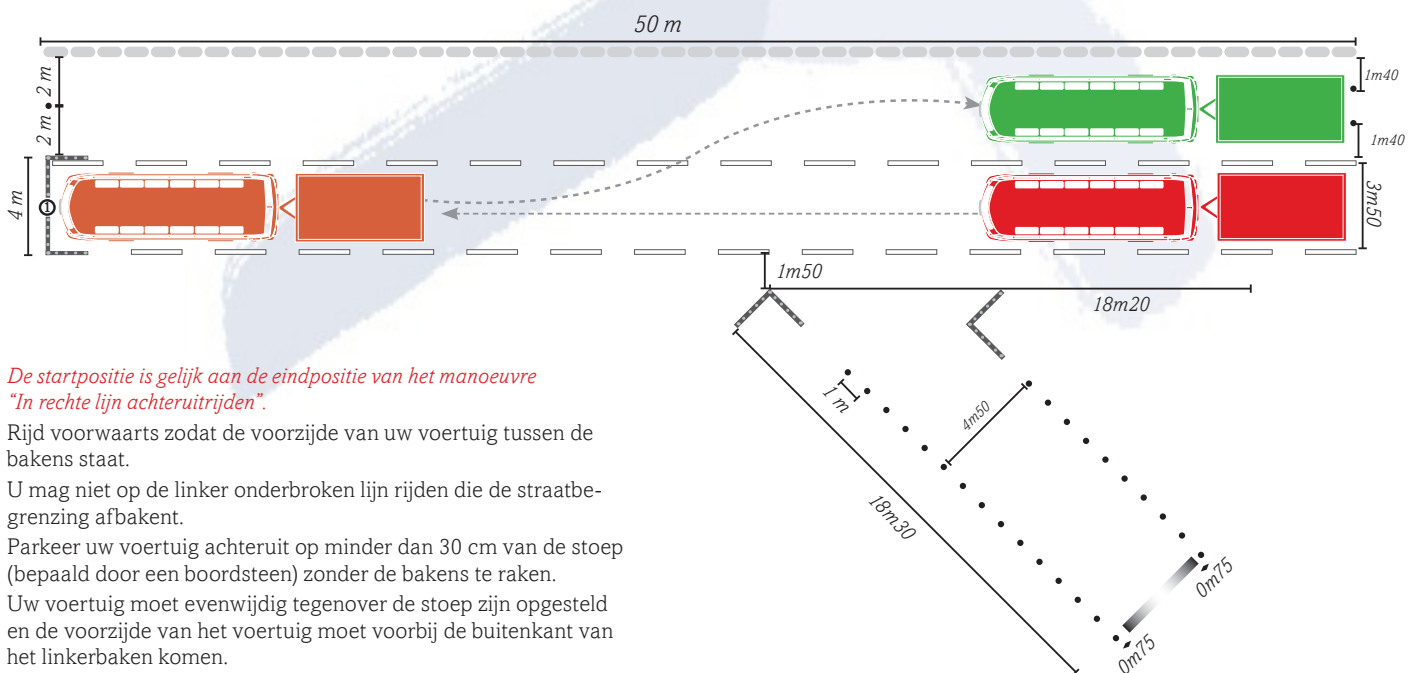 50 m
2 m
1m40
2 m
1m40
4 m
1
3m50
1m50
18m20
De startpositie is gelijk aan de eindpositie van het manoeuvre
“In rechte lijn achteruitrijden”.
Rijd voorwaarts zodat de voorzijde van uw voertuig tussen de
bakens staat.
U mag niet op de linker onderbroken lijn rijden die de straatbe-
grenzing afbakent.
Parkeer uw voertuig achteruit op minder dan 30 cm van de stoep
(bepaald door een boordsteen) zonder de bakens te raken.
Uw voertuig moet evenwijdig tegenover de stoep zijn opgesteld
en de voorzijde van het voertuig moet voorbij de buitenkant van
het linkerbaken komen.
1 m
4m50
18m30
0m75
0m75